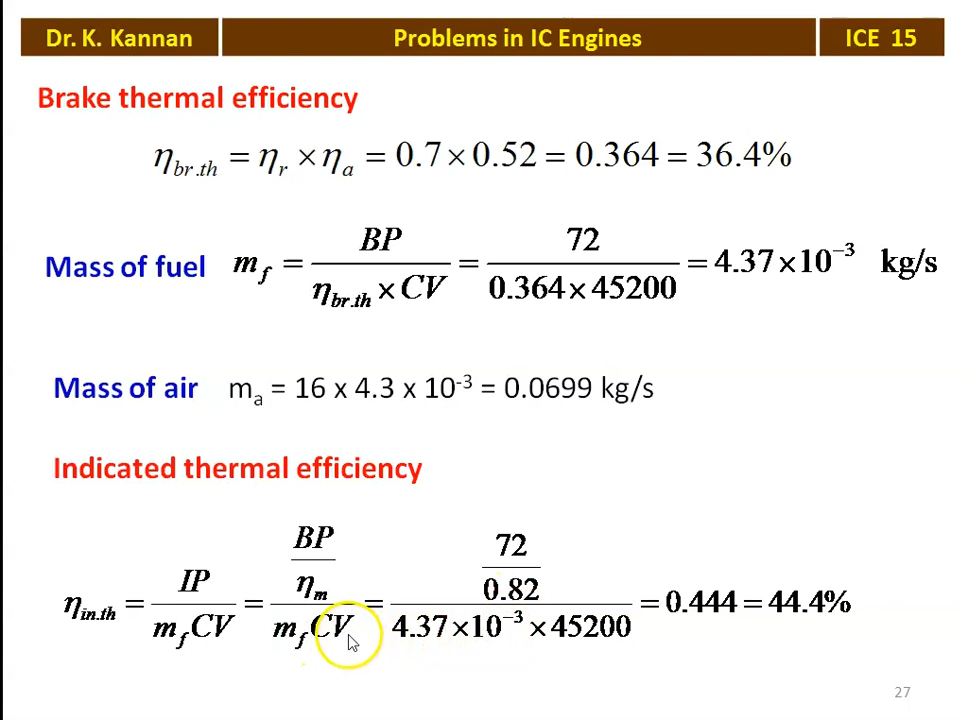 Dr. K. Kannan Problems in IC Engines ICE 15
Brake thermal efficiency
η_br.th = η_r × η_a = 0.7 × 0.52 = 0.364 = 36.4%
Mass of fuel m_f = BP / (η_br.th × CV) = 72 / (0.364 × 45200) = 4.37 × 10⁻³ kg/s
Mass of air m_a = 16 x 4.3 x 10⁻³ = 0.0699 kg/s
Indicated thermal efficiency
η_in.th = IP / (m_f CV) = (BP / η_m) / (m_f CV) = (72 / 0.82) / (4.37 × 10⁻³ × 45200) = 0.444 = 44.4%
27